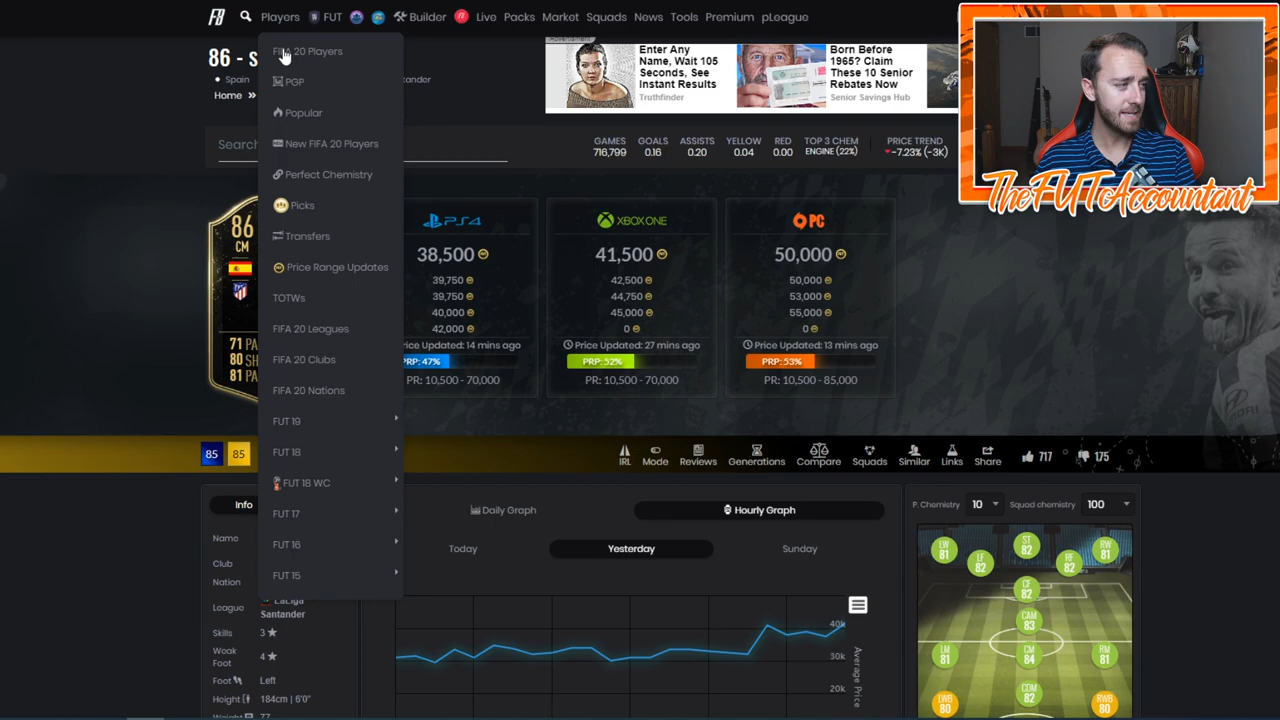 F8 Players FUT Builder Live Packs Market Squads News Tools Premium pLeague
86 - S
Spain
ntander
Home »
FIFA 20 Players
PGP
Popular
New FIFA 20 Players
Perfect Chemistry
Picks
Transfers
Price Range Updates
TOTWs
FIFA 20 Leagues
FIFA 20 Clubs
FIFA 20 Nations
FUT 19
FUT 18
FUT 18 WC
FUT 17
FUT 16
FUT 15
Enter Any
Name, Wait 105
Seconds, See
Instant Results
Truthfinder
Born Before
1965? Claim
These 10 Senior
Rebates Now
Senior Savings Hub
TheFUTAccountant
Search
GAMES GOALS ASSISTS YELLOW RED TOP 3 CHEM PRICE TREND
716,799 0.16 0.20 0.04 0.00 ENGINE (22%) -7.23% (-3K)
86
CM
71 PA
80 SH
81 PA
PS4
38,500
39,750
39,750
40,000
42,000
Price Updated: 14 mins ago
PRP: 47%
PR: 10,500 - 70,000
XBOX ONE
41,500
42,500
44,750
45,000
0
Price Updated: 27 mins ago
PRP: 52%
PR: 10,500 - 70,000
PC
50,000
50,000
53,000
55,000
0
Price Updated: 13 mins ago
PRP: 53%
PR: 10,500 - 85,000
85 85
IRL Mode Reviews Generations Compare Squads Similar Links Share 717 175
Info
Name
Club
Nation
League LaLiga
Santander
Skills 3★
Weak
Foot 4★
Foot Left
Height 184cm | 6'0"
Weight 77
Daily Graph Hourly Graph
Today Yesterday Sunday
40k
30k
20k
Average Price
P. Chemistry 10 Squad chemistry 100
LW
81
LF
82
ST
82
RF
82
RW
81
CF
82
CAM
83
LM
81
CM
84
RM
81
CDM
82
LWB
80
RWB
80